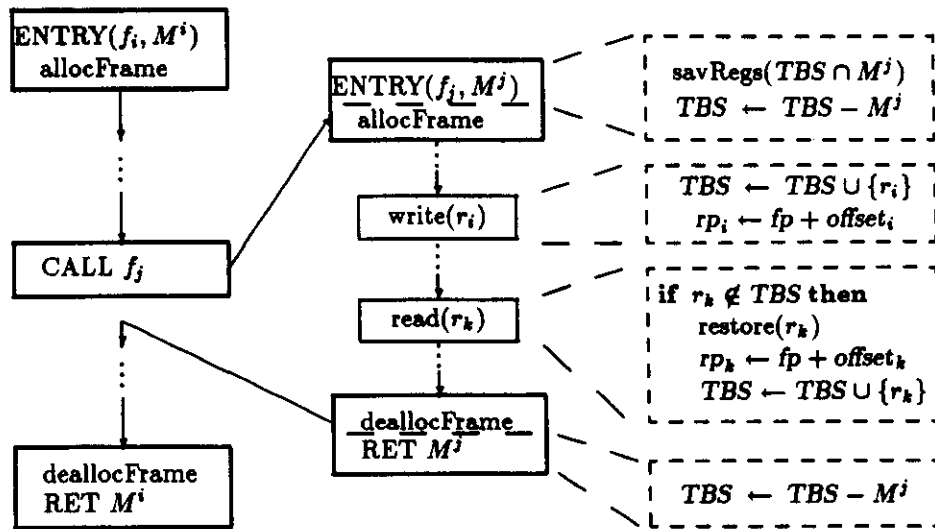 ENTRY(f_i, M^i)
allocFrame
CALL f_j
deallocFrame
RET M^i
ENTRY(f_j, M^j)
allocFrame
write(r_i)
read(r_k)
deallocFrame
RET M^j
savRegs(TBS ∩ M^j)
TBS ← TBS − M^j
TBS ← TBS ∪ {r_i}
rp_i ← fp + offset_i
if r_k ∉ TBS then
restore(r_k)
rp_k ← fp + offset_k
TBS ← TBS ∪ {r_k}
TBS ← TBS − M^j